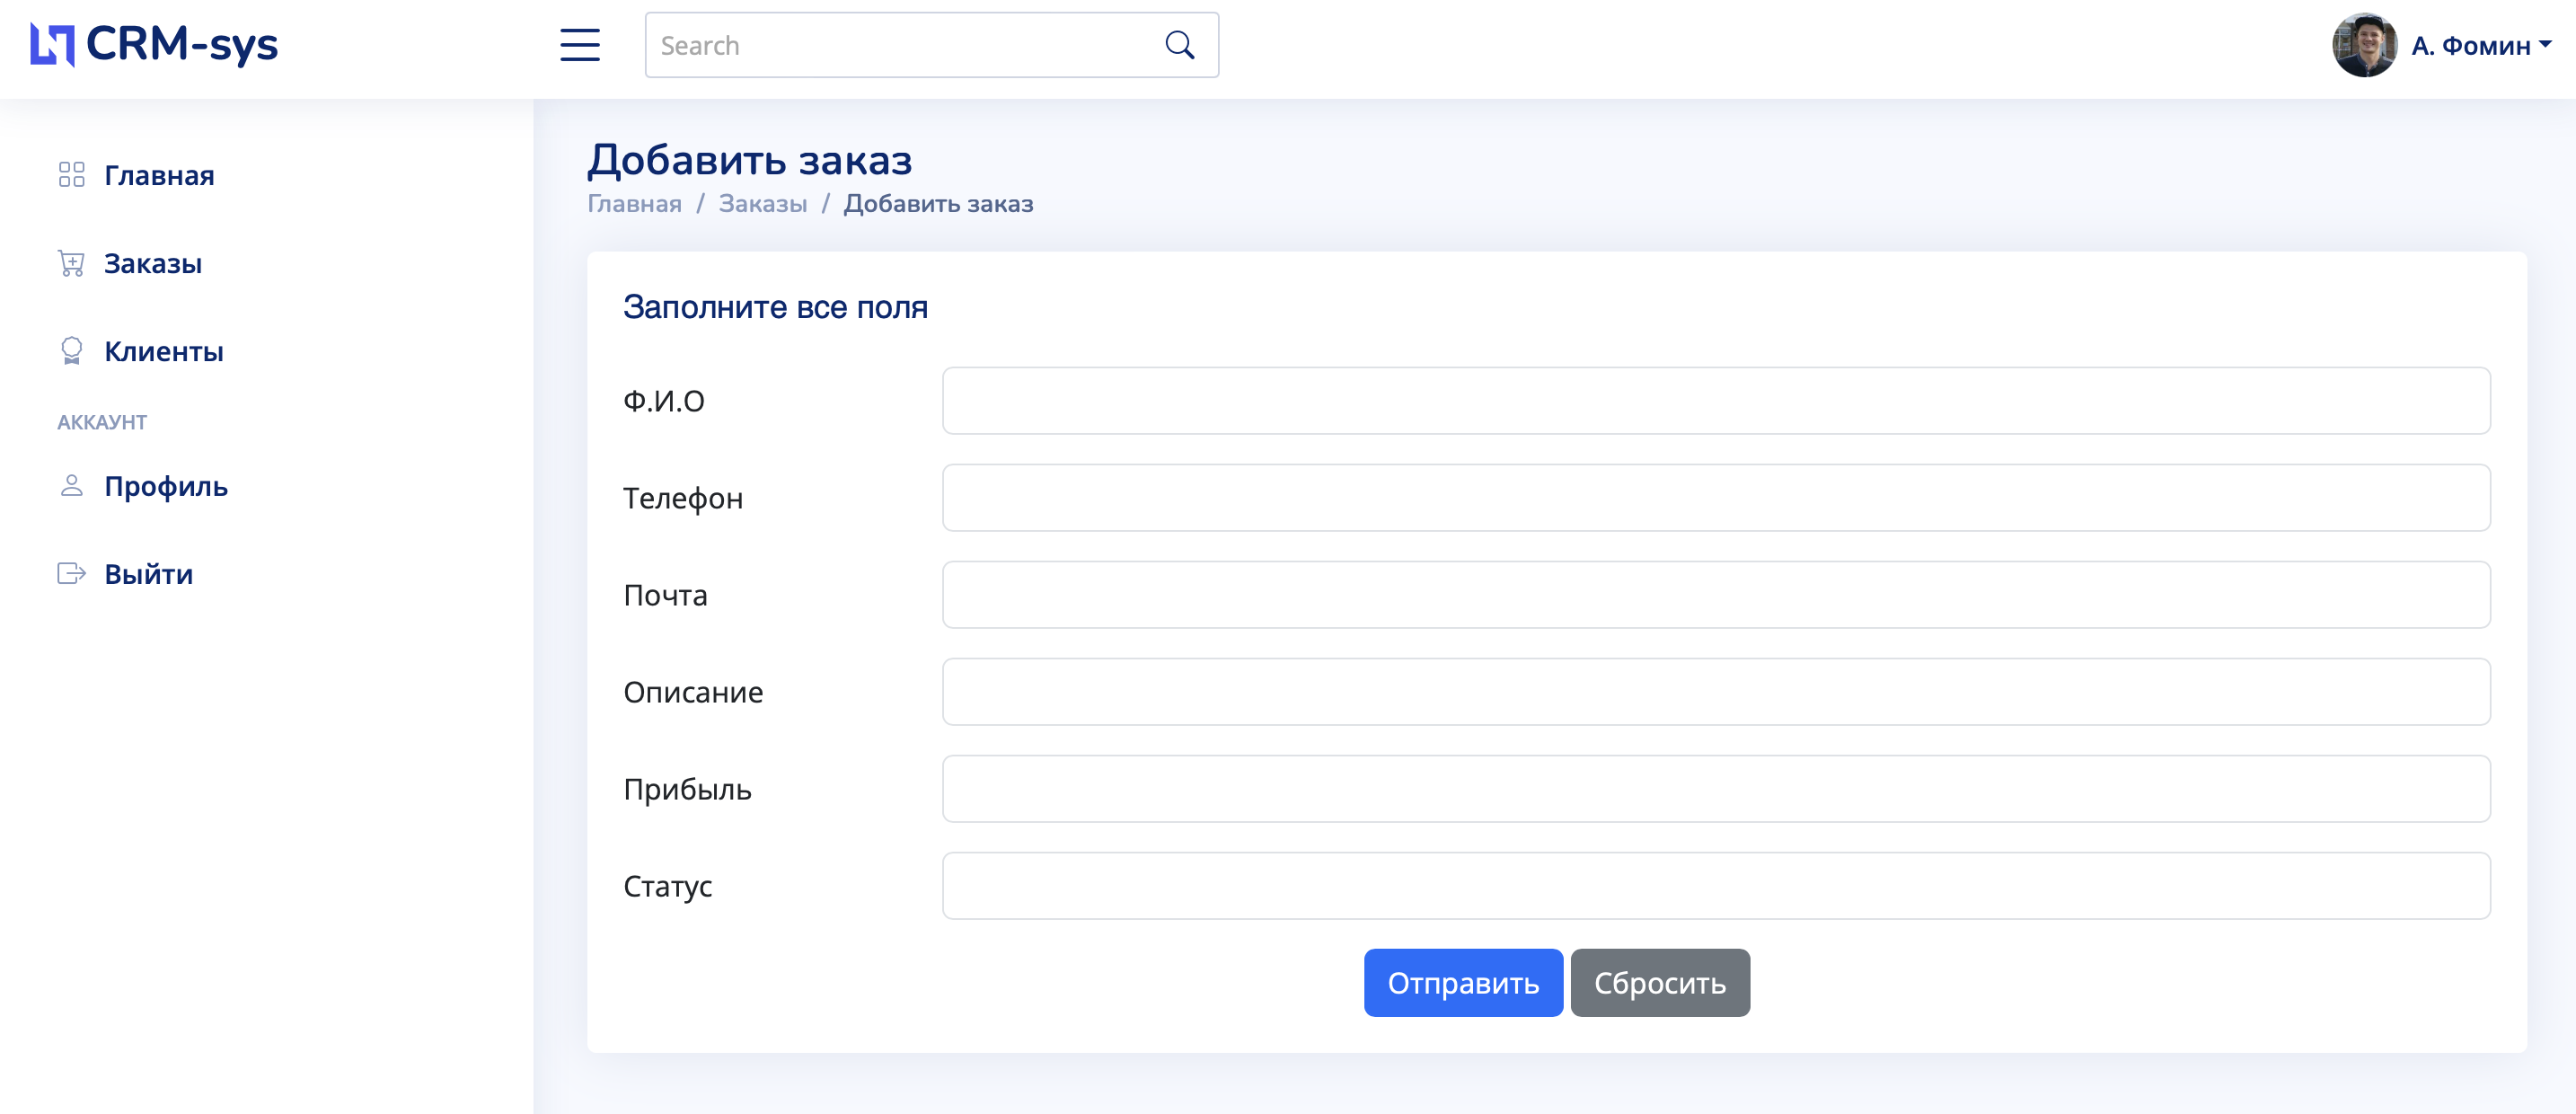 CRM-sys
Search
А. Фомин
Главная
Заказы
Клиенты
АККАУНТ
Профиль
Выйти
Добавить заказ
Главная / Заказы / Добавить заказ
Заполните все поля
Ф.И.О
Телефон
Почта
Описание
Прибыль
Статус
Отправить Сбросить